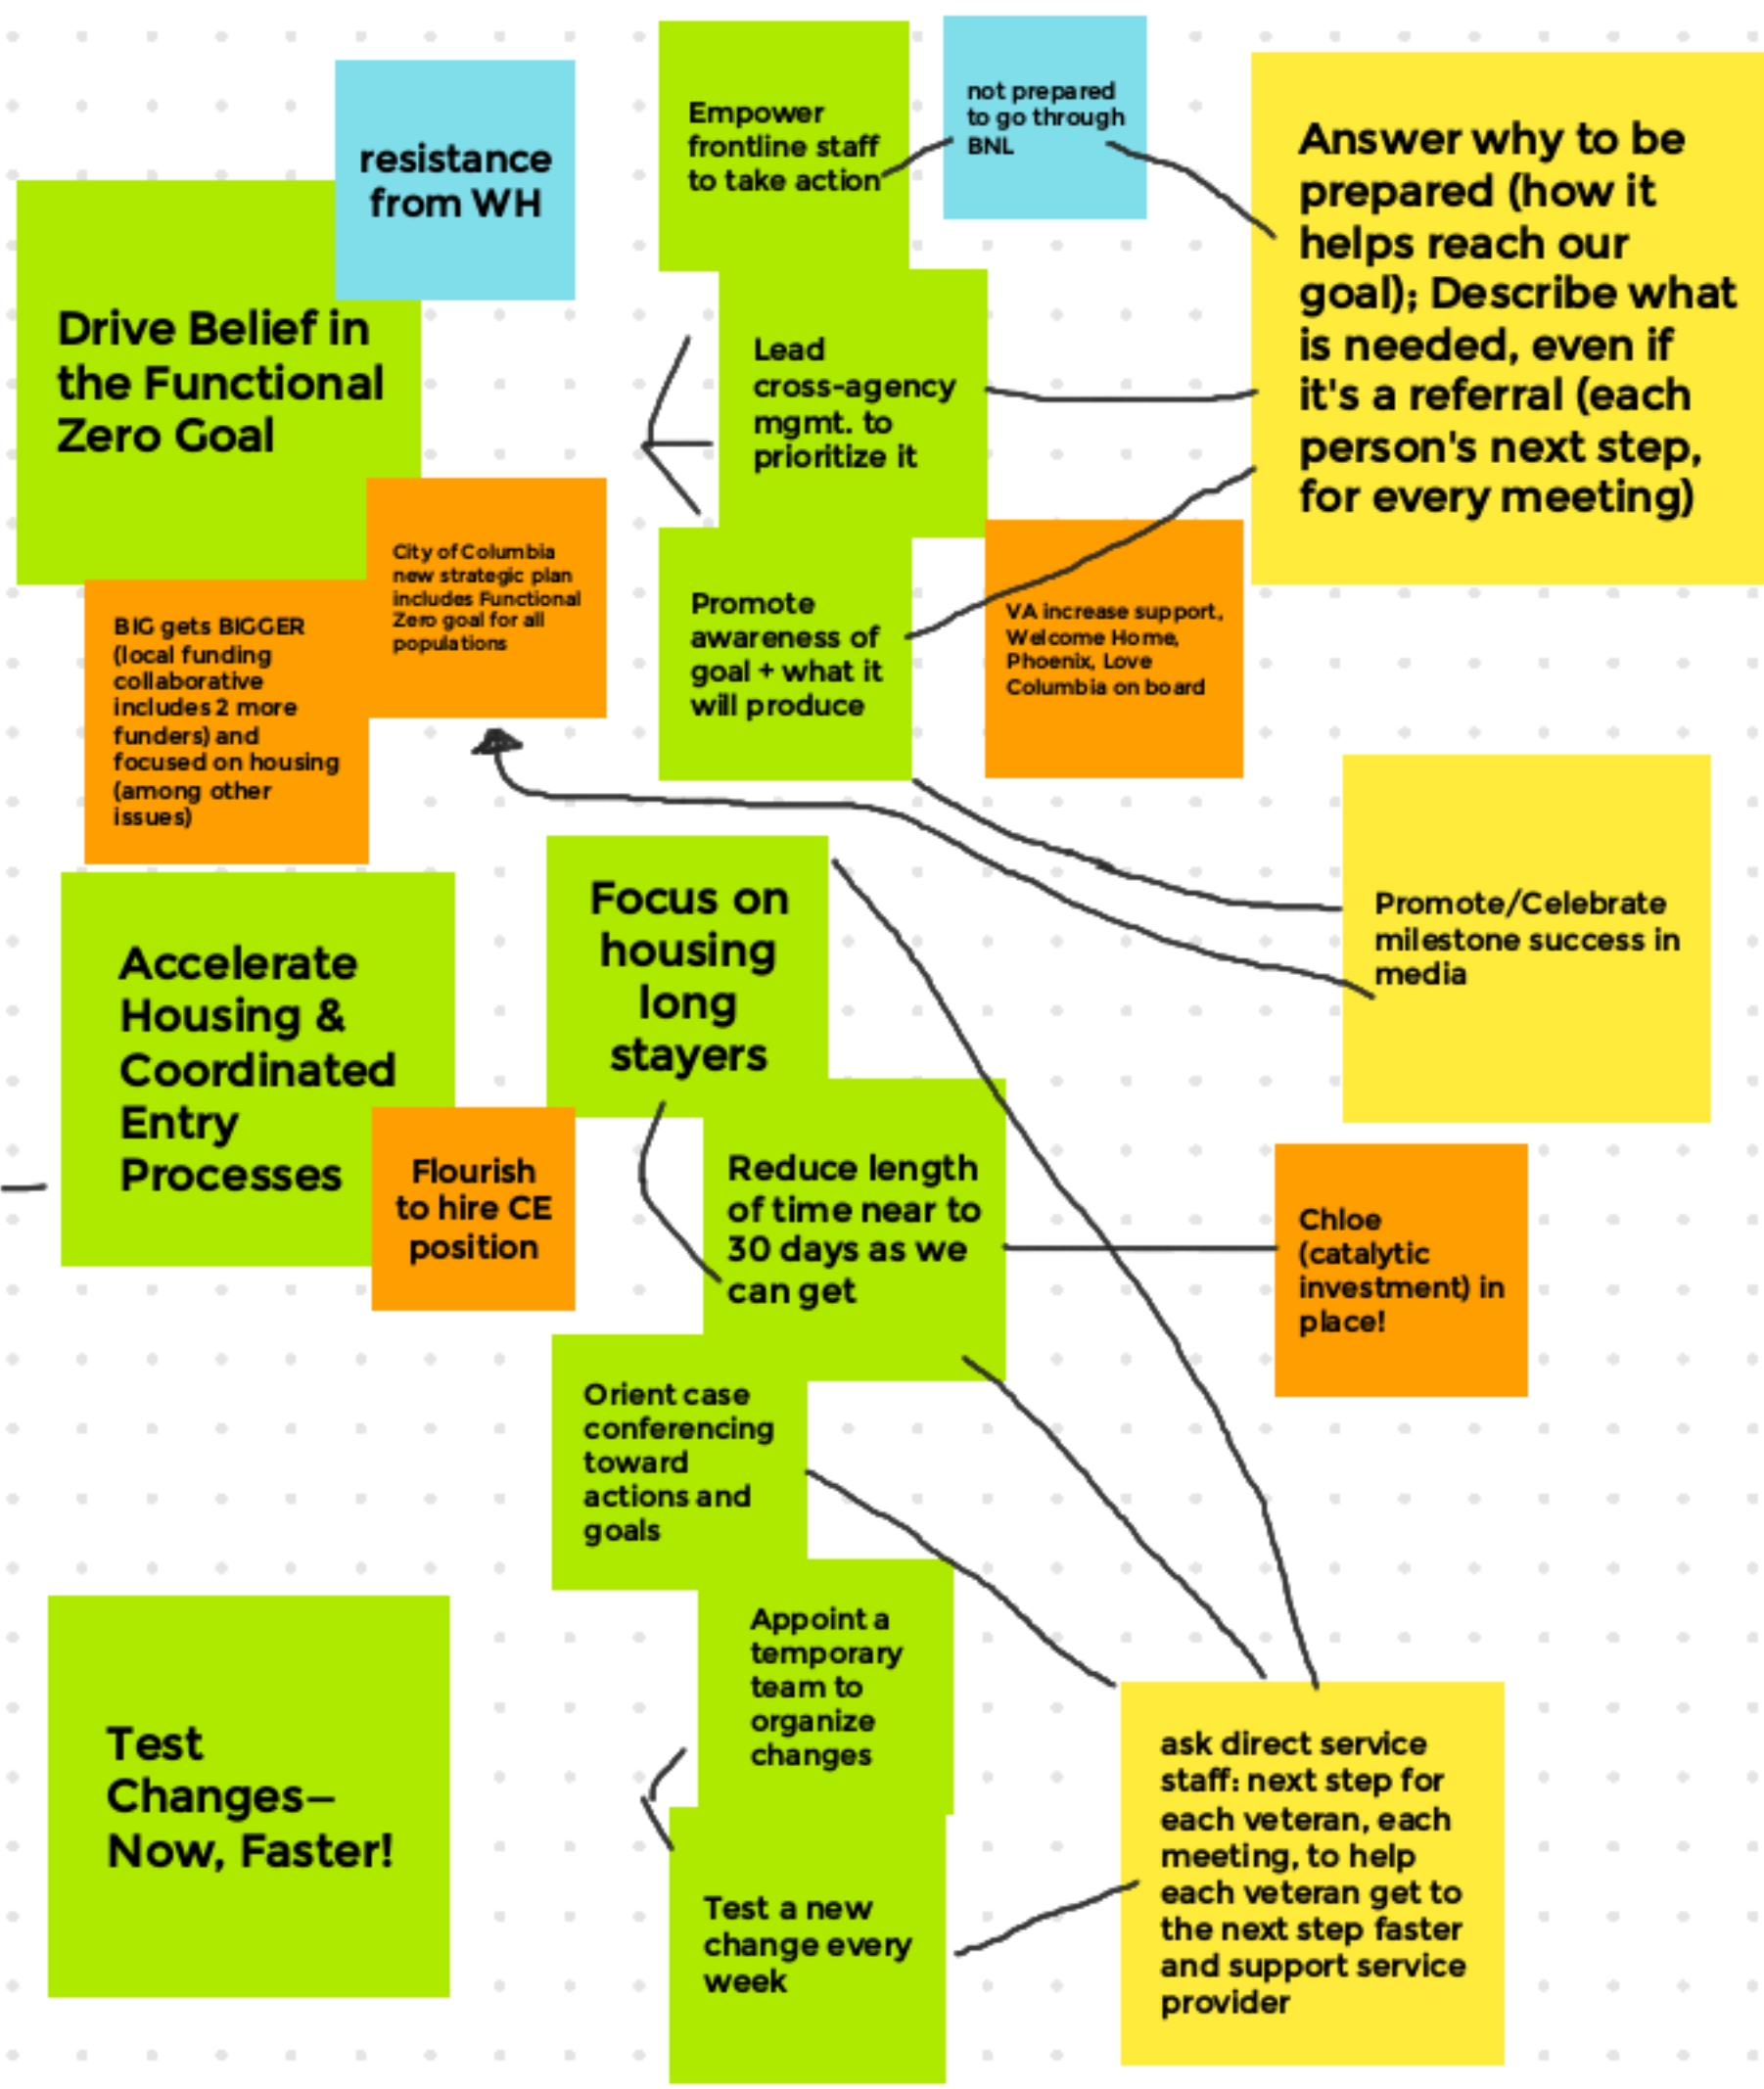 resistance
from WH
Drive Belief in
the Functional
Zero Goal
City of Columbia
new strategic plan
includes Functional
Zero goal for all
populations
BIG gets BIGGER
(local funding
collaborative
includes 2 more
funders) and
focused on housing
(among other
issues)
Empower
frontline staff
to take action
not prepared
to go through
BNL
Answer why to be
prepared (how it
helps reach our
goal); Describe what
is needed, even if
it's a referral (each
person's next step,
for every meeting)
Lead
cross-agency
mgmt. to
prioritize it
Promote
awareness of
goal + what it
will produce
VA increase support,
Welcome Home,
Phoenix, Love
Columbia on board
Promote/Celebrate
milestone success in
media
Accelerate
Housing &
Coordinated
Entry
Processes
Flourish
to hire CE
position
Focus on
housing
long
stayers
Reduce length
of time near to
30 days as we
can get
Chloe
(catalytic
investment) in
place!
Orient case
conferencing
toward
actions and
goals
Test
Changes—
Now, Faster!
Appoint a
temporary
team to
organize
changes
Test a new
change every
week
ask direct service
staff: next step for
each veteran, each
meeting, to help
each veteran get to
the next step faster
and support service
provider